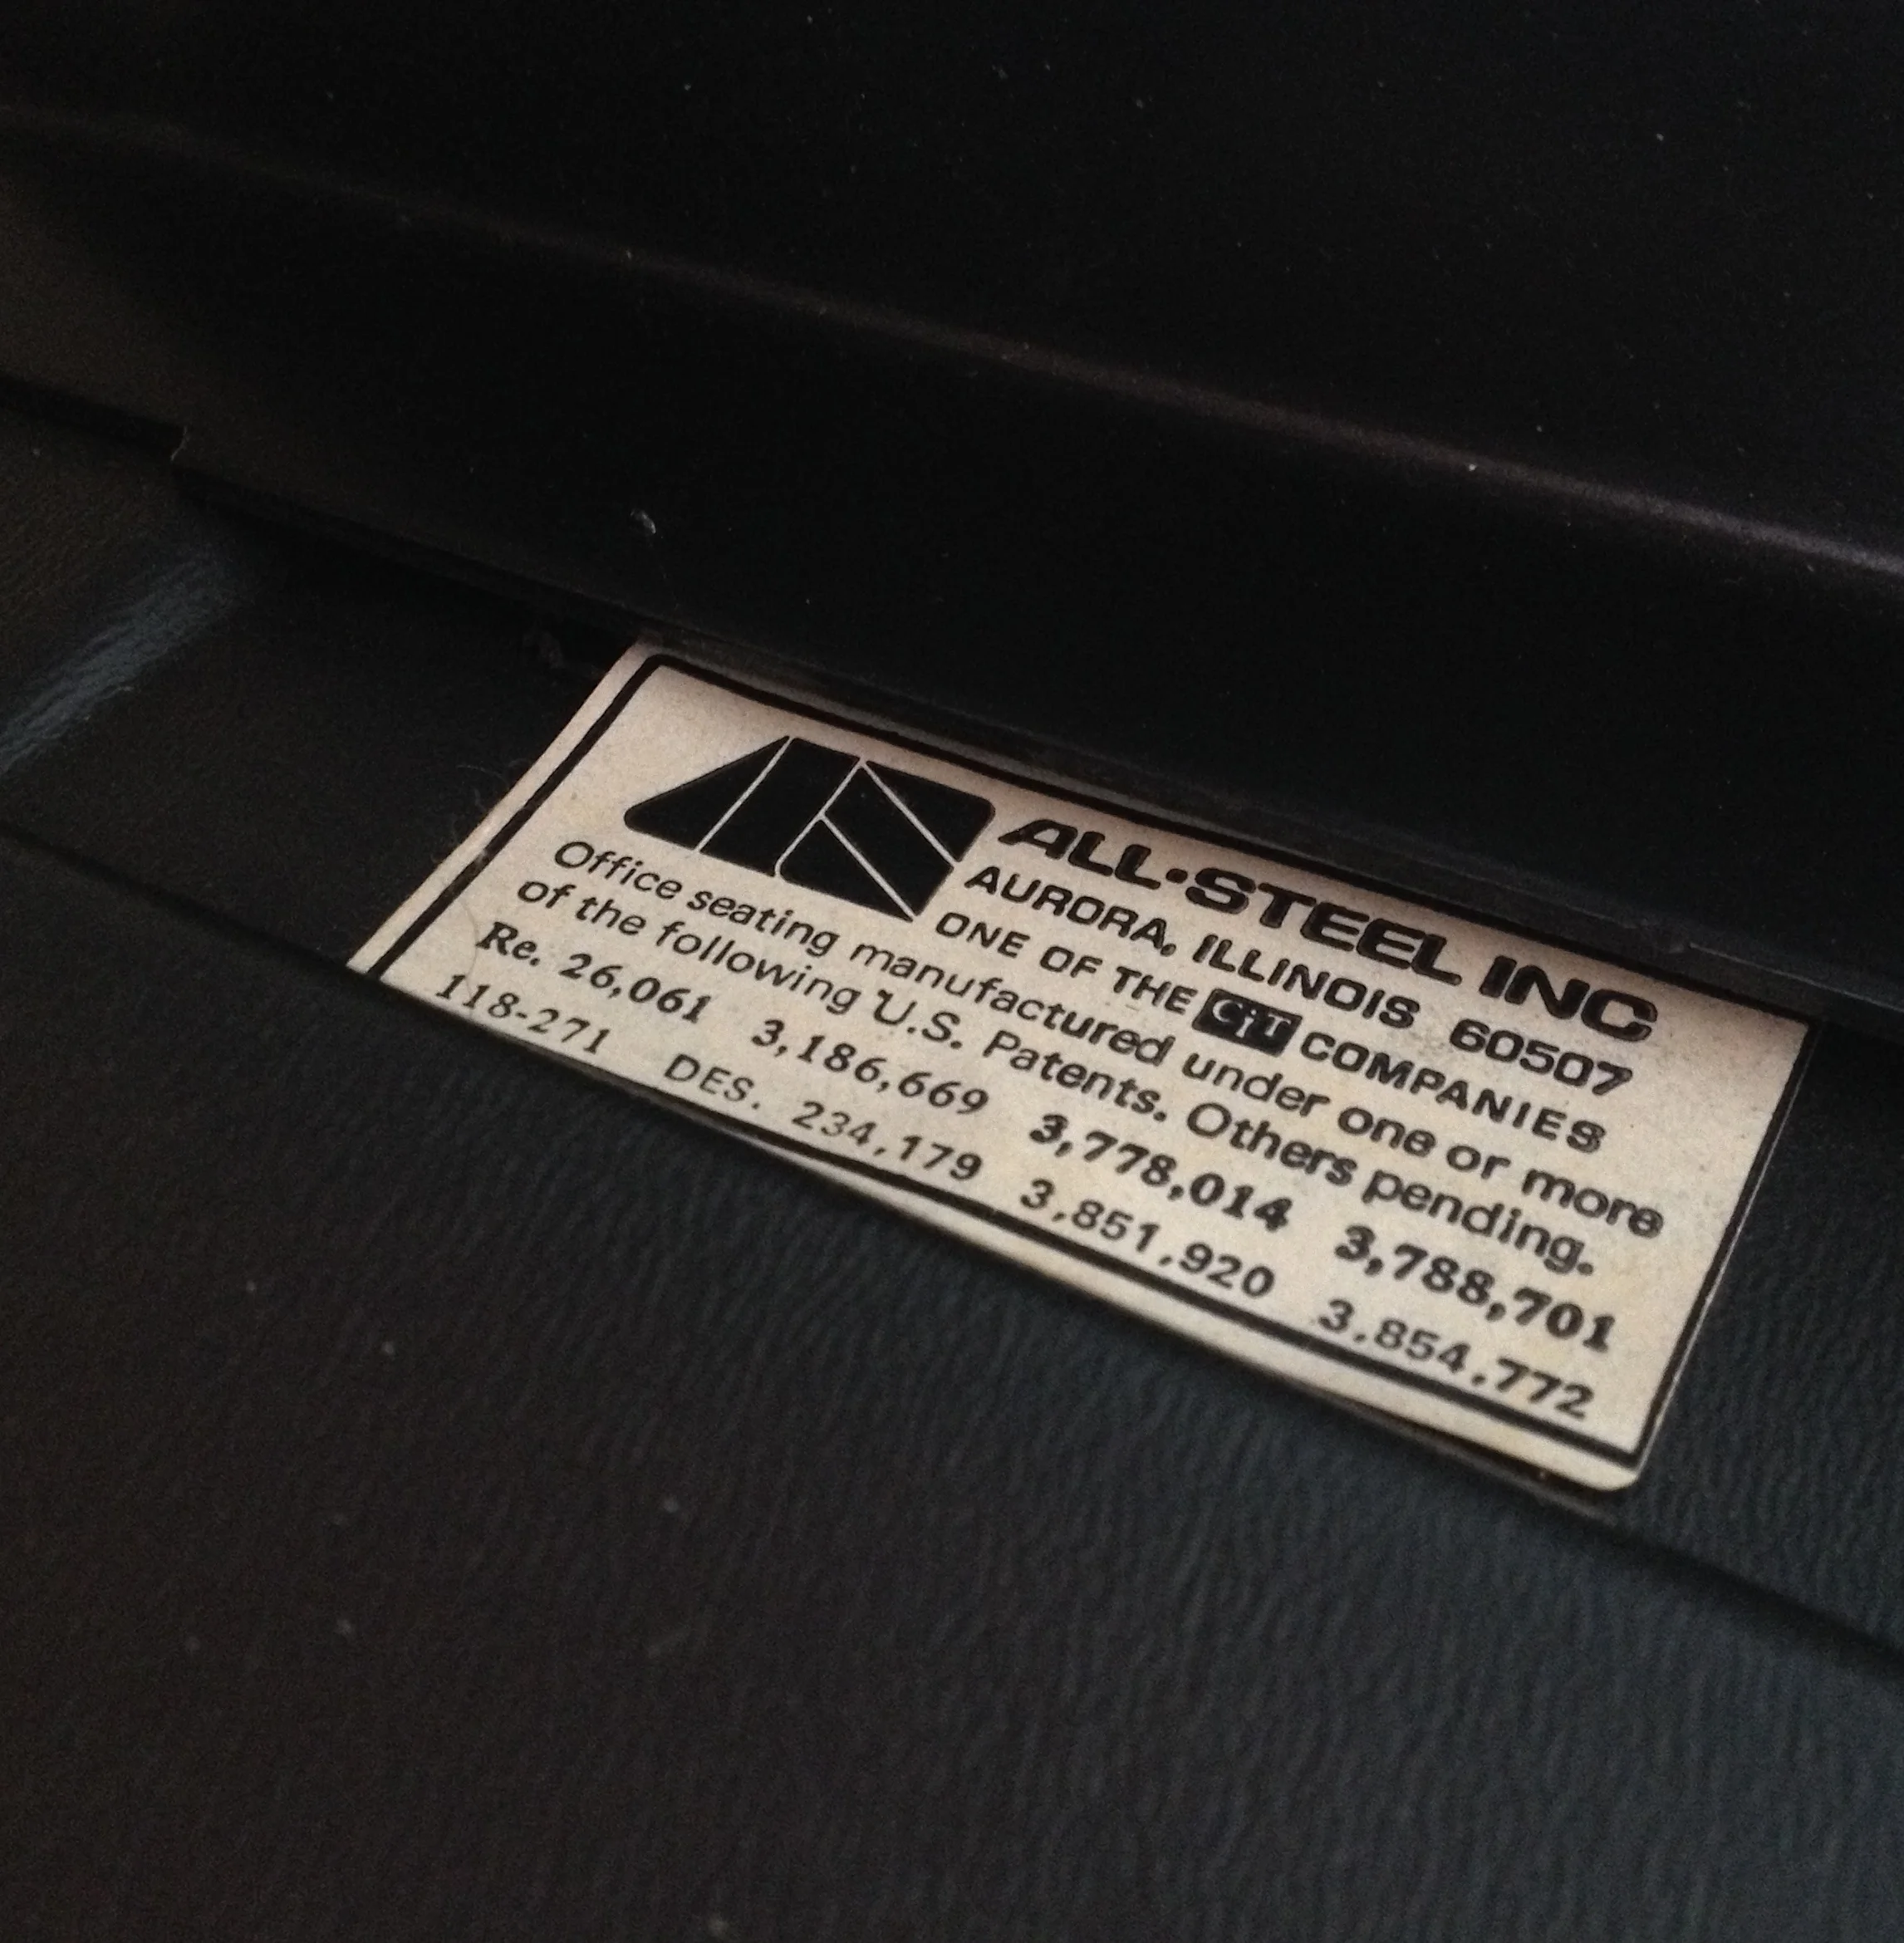 ALL·STEEL INC
AURORA, ILLINOIS 60507
ONE OF THE CIT COMPANIES
Office seating manufactured under one or more
of the following U.S. Patents. Others pending.
Re. 26,061 3,186,669 3,778,014 3,788,701
118-271 DES. 234,179 3,851,920 3,854,772